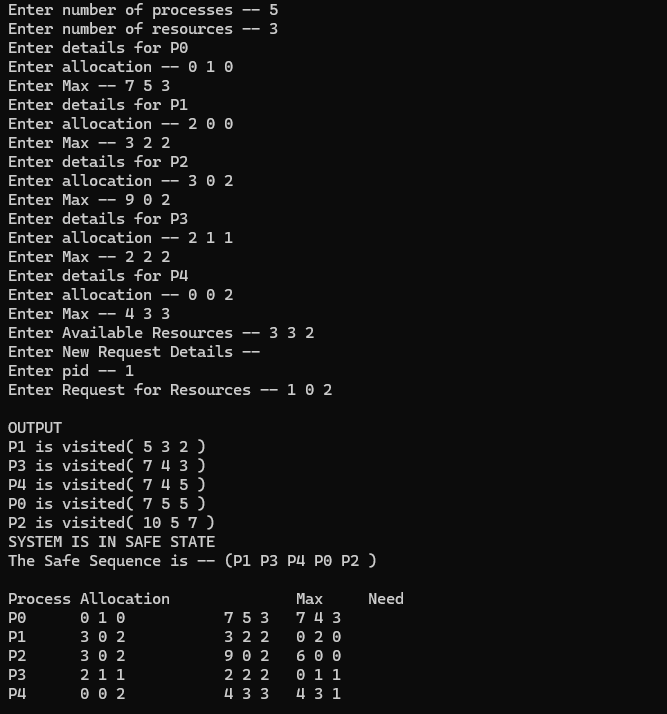 Enter number of processes -- 5
Enter number of resources -- 3
Enter details for P0
Enter allocation -- 0 1 0
Enter Max -- 7 5 3
Enter details for P1
Enter allocation -- 2 0 0
Enter Max -- 3 2 2
Enter details for P2
Enter allocation -- 3 0 2
Enter Max -- 9 0 2
Enter details for P3
Enter allocation -- 2 1 1
Enter Max -- 2 2 2
Enter details for P4
Enter allocation -- 0 0 2
Enter Max -- 4 3 3
Enter Available Resources -- 3 3 2
Enter New Request Details --
Enter pid -- 1
Enter Request for Resources -- 1 0 2
OUTPUT
P1 is visited( 5 3 2 )
P3 is visited( 7 4 3 )
P4 is visited( 7 4 5 )
P0 is visited( 7 5 5 )
P2 is visited( 10 5 7 )
SYSTEM IS IN SAFE STATE
The Safe Sequence is -- (P1 P3 P4 P0 P2 )
Process Allocation Max Need
P0 0 1 0 7 5 3 7 4 3
P1 3 0 2 3 2 2 0 2 0
P2 3 0 2 9 0 2 6 0 0
P3 2 1 1 2 2 2 0 1 1
P4 0 0 2 4 3 3 4 3 1